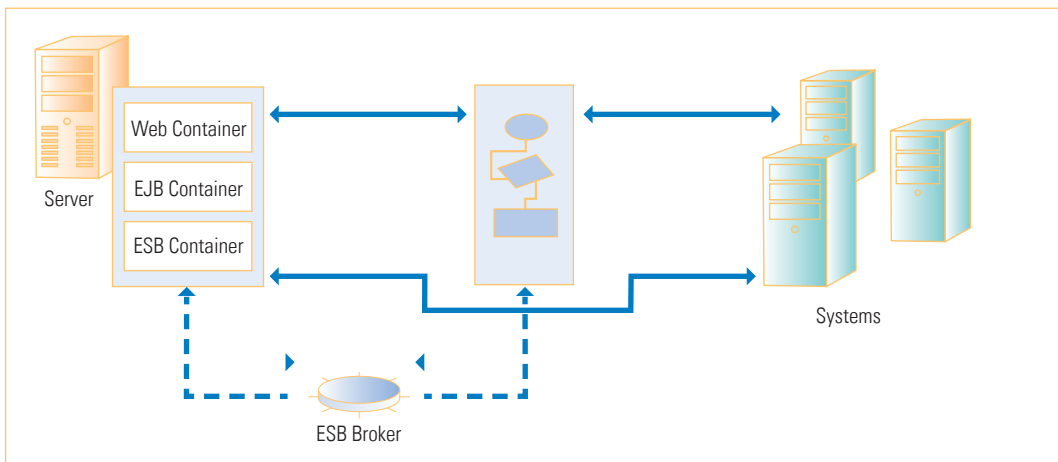 Web Container
EJB Container
ESB Container
Server
Systems
ESB Broker